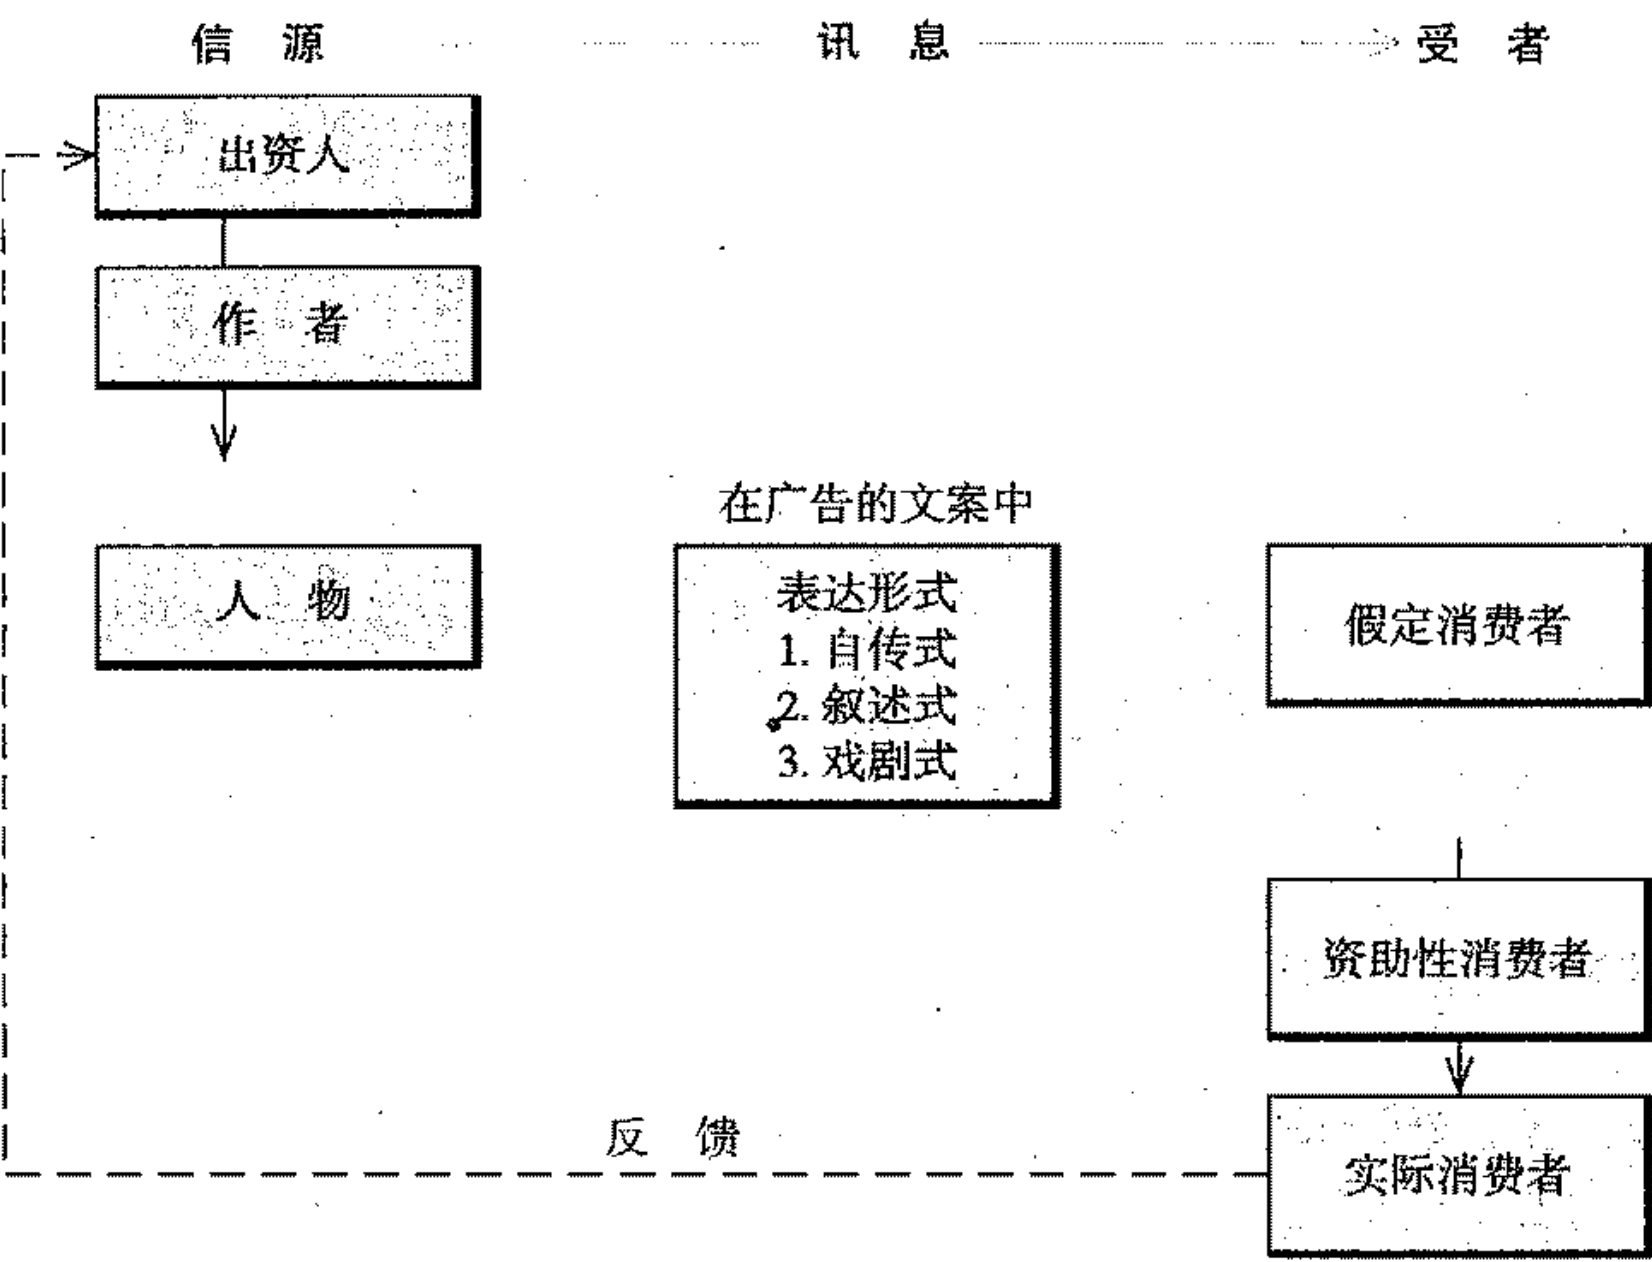 信 源 讯 息 受 者
出资人
作 者
在广告的文案中
人 物
表达形式
1. 自传式
2. 叙述式
3. 戏剧式
假定消费者
资助性消费者
反 馈
实际消费者